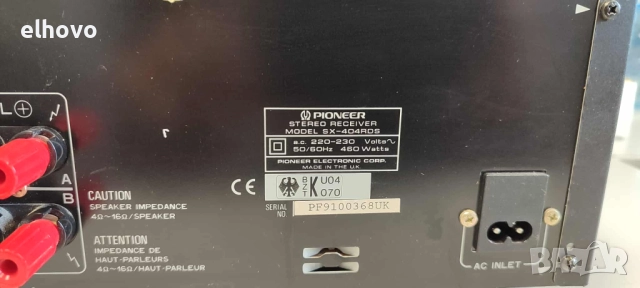 elhovo
PIONEER
STEREO RECEIVER
MODEL SX-404RDS
a.c. 220-230 Volts~
50/60Hz 460 Watts
PIONEER ELECTRONIC CORP.
MADE IN THE U.K.
L +
A
B
CAUTION
SPEAKER IMPEDANCE
4Ω~16Ω/SPEAKER
ATTENTION
IMPEDANCE DE
HAUT-PARLEUR
4Ω~16Ω/HAUT-PARLEUR
CE
BZT K U04 070
SERIAL NO PF9100368UK
AC INLET
BAZAR